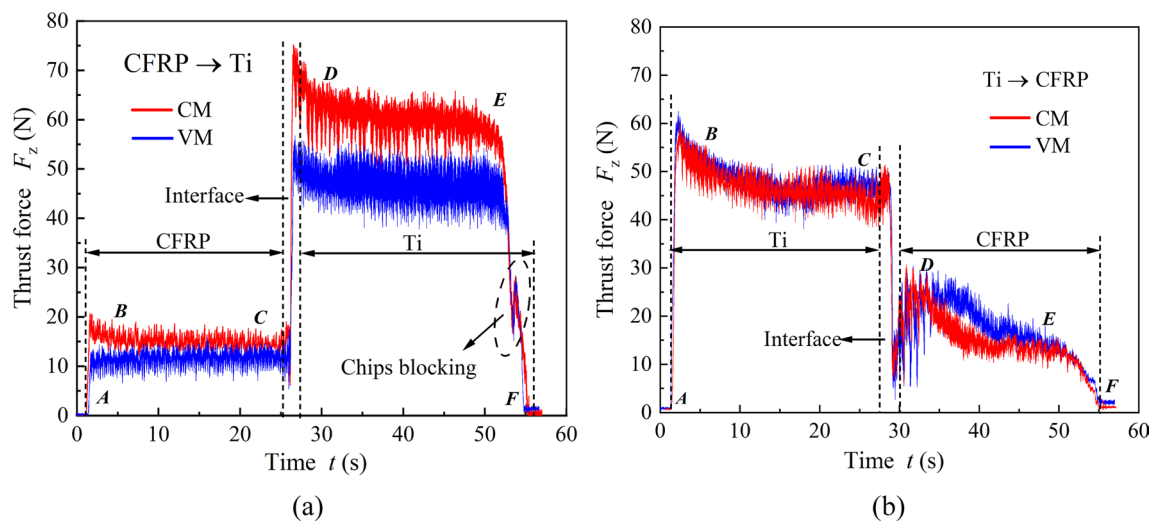 80
70
60
50
40
30
20
10
0
Thrust force F_z (N)
CFRP → Ti
CM
VM
D
E
Interface
CFRP
Ti
B
C
Chips blocking
A
F
0 10 20 30 40 50 60
Time t (s)
(a)
80
70
60
50
40
30
20
10
0
Thrust force F_z (N)
Ti → CFRP
CM
VM
B
C
Ti
CFRP
D
Interface
E
A
F
0 10 20 30 40 50 60
Time t (s)
(b)